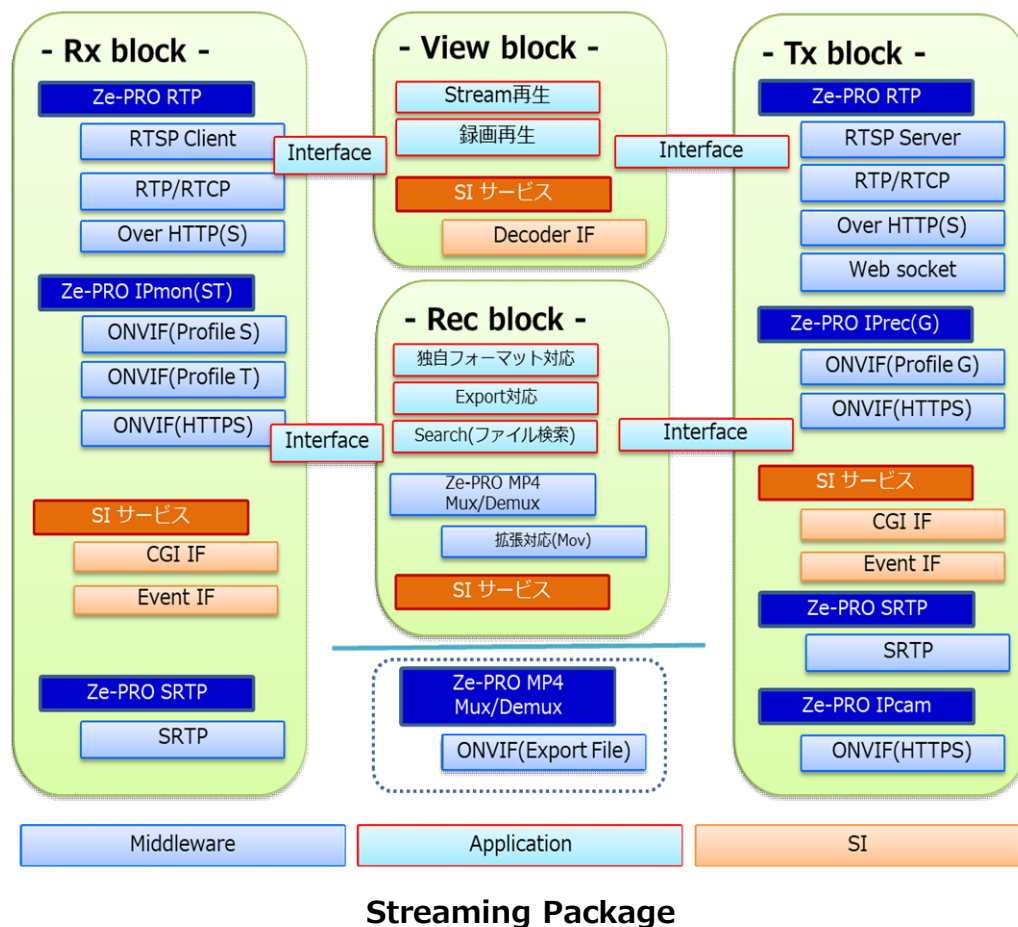 - Rx block -
Ze-PRO RTP
RTSP Client
RTP/RTCP
Over HTTP(S)
Ze-PRO IPmon(ST)
ONVIF(Profile S)
ONVIF(Profile T)
ONVIF(HTTPS)
SI サービス
CGI IF
Event IF
Ze-PRO SRTP
SRTP
Interface
Interface
- View block -
Stream再生
録画再生
SI サービス
Decoder IF
- Rec block -
独自フォーマット対応
Export対応
Search(ファイル検索)
Ze-PRO MP4
Mux/Demux
拡張対応(Mov)
SI サービス
Ze-PRO MP4
Mux/Demux
ONVIF(Export File)
Interface
Interface
- Tx block -
Ze-PRO RTP
RTSP Server
RTP/RTCP
Over HTTP(S)
Web socket
Ze-PRO IPrec(G)
ONVIF(Profile G)
ONVIF(HTTPS)
SI サービス
CGI IF
Event IF
Ze-PRO SRTP
SRTP
Ze-PRO IPcam
ONVIF(HTTPS)
Middleware
Application
SI
Streaming Package